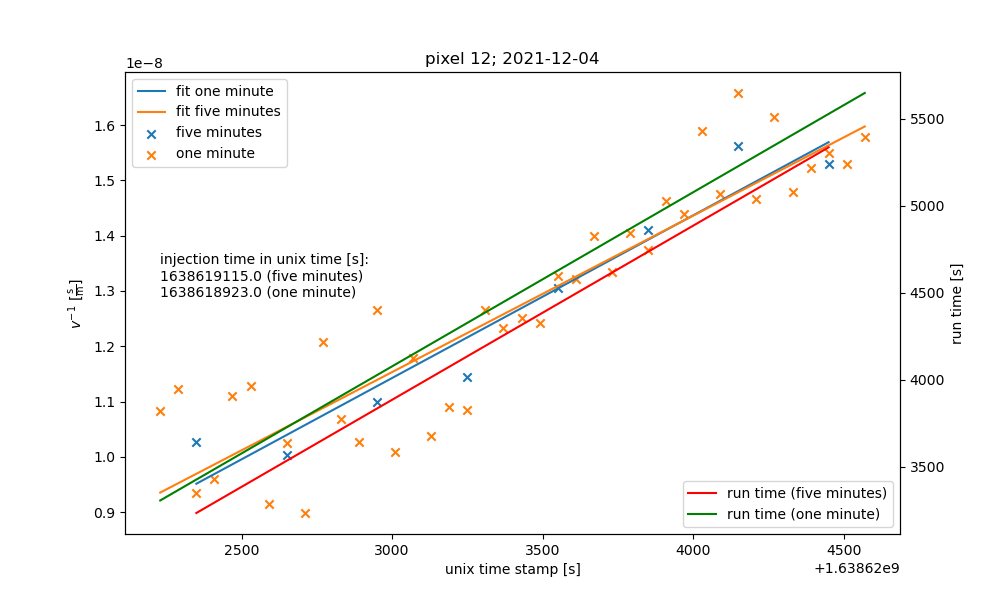 pixel 12; 2021-12-04
1e−8
fit one minute
fit five minutes
five minutes
one minute
injection time in unix time [s]:
1638619115.0 (five minutes)
1638618923.0 (one minute)
1.6
1.5
1.4
1.3
1.2
1.1
1.0
0.9
v⁻¹ [s/m]
5500
5000
4500
4000
3500
run time [s]
run time (five minutes)
run time (one minute)
2500 3000 3500 4000 4500
unix time stamp [s]
+1.63862e9